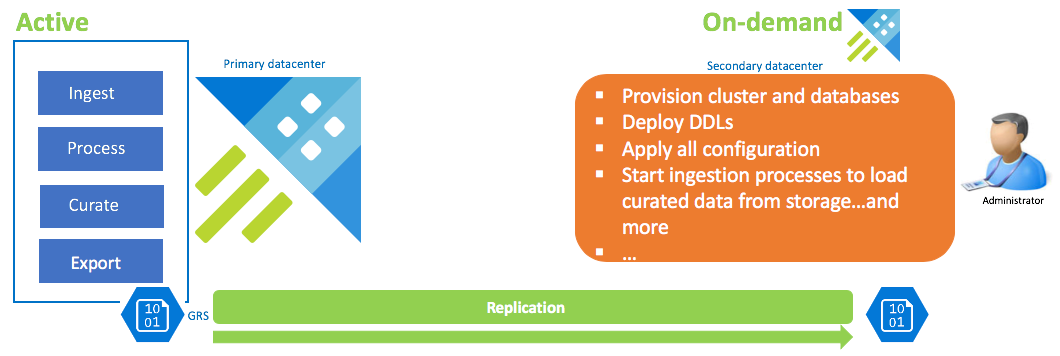 Active
On-demand
Primary datacenter
Secondary datacenter
Ingest
Process
Curate
Export
▪ Provision cluster and databases
▪ Deploy DDLs
▪ Apply all configuration
▪ Start ingestion processes to load
curated data from storage...and
more
▪ ...
Administrator
10
01
GRS
Replication
10
01